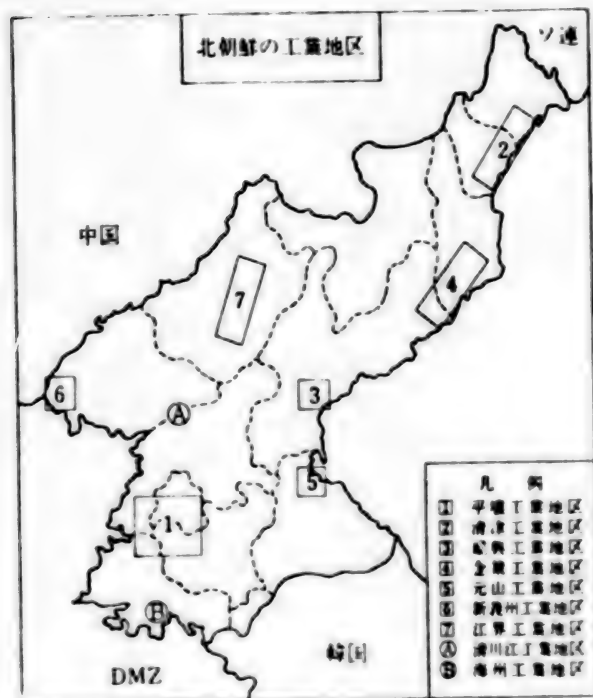 北朝鮮の工業地区
ソ連
中国
韓国
DMZ
1
2
3
4
5
6
7
Ⓐ
Ⓑ
凡例
1 平壌工業地区
2 清津工業地区
3 咸興工業地区
4 金策工業地区
5 元山工業地区
6 新義州工業地区
7 江界工業地区
Ⓐ 清川江工業地区
Ⓑ 海州工業地区